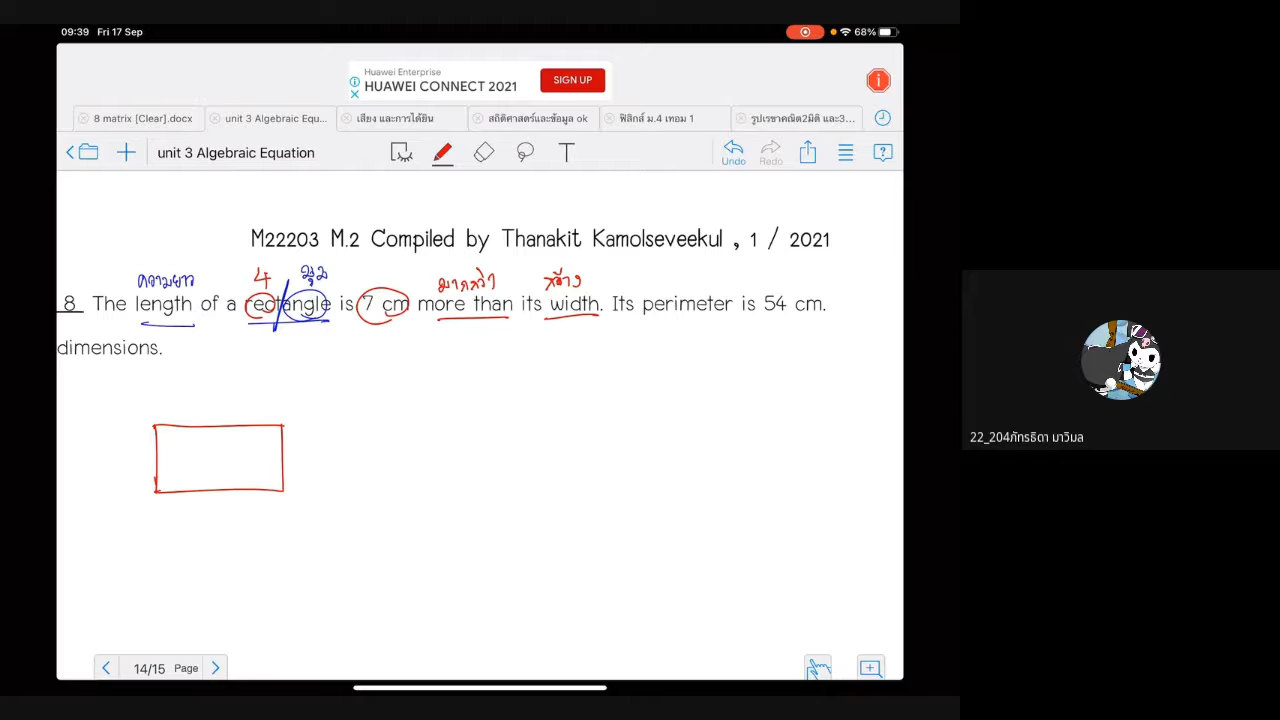 09:39 Fri 17 Sep
68%
Huawei Enterprise
HUAWEI CONNECT 2021
SIGN UP
8 matrix [Clear].docx
unit 3 Algebraic Equ...
เสียง และการได้ยิน
สถิติศาสตร์และข้อมูล ok
ฟิสิกส์ ม.4 เทอม 1
รูปเรขาคณิต2มิติ และ3...
unit 3 Algebraic Equation
T
Undo
Redo
M22203 M.2 Compiled by Thanakit Kamolseveekul , 1 / 2021
ความยาว 4 มุม มากกว่า กว้าง
8 The length of a rectangle is 7 cm more than its width. Its perimeter is 54 cm.
dimensions.
22_204ภัทรธิดา มาวิมล
14/15 Page